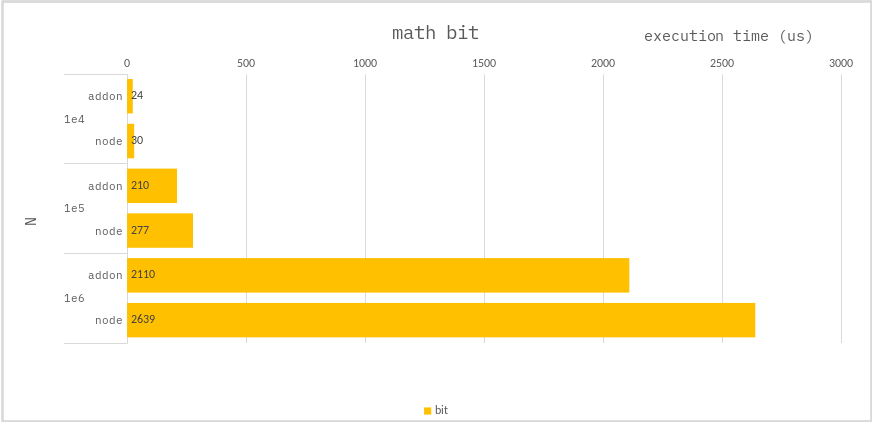 math bit
execution time (us)
0 500 1000 1500 2000 2500 3000
addon 24
1e4
node 30
addon 210
1e5
node 277
N
addon 2110
1e6
node 2639
bit